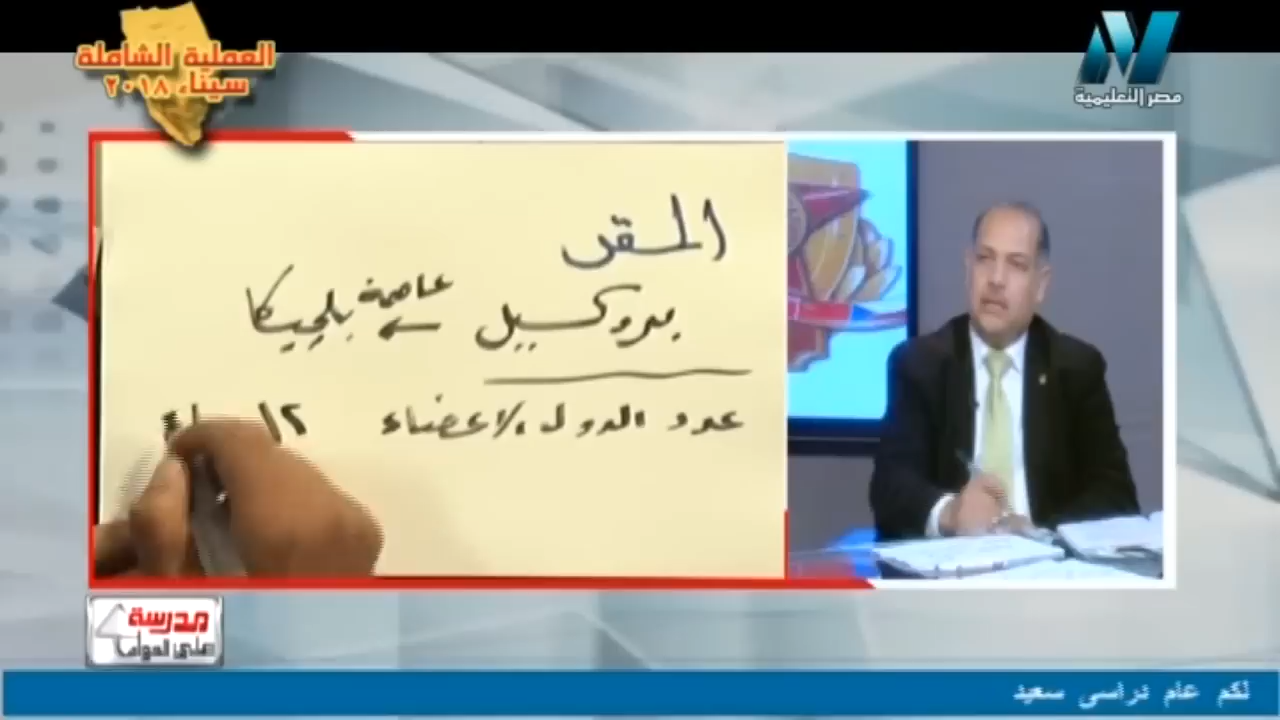 العملية الشاملة
سيناء ٢٠١٨
مصر التعليمية
المقر
بروكسيل ← عاصمة بلجيكا
عدد الدول الأعضاء ١٢
مدرسة
على الهواء
لكم عام دراسى سعيد